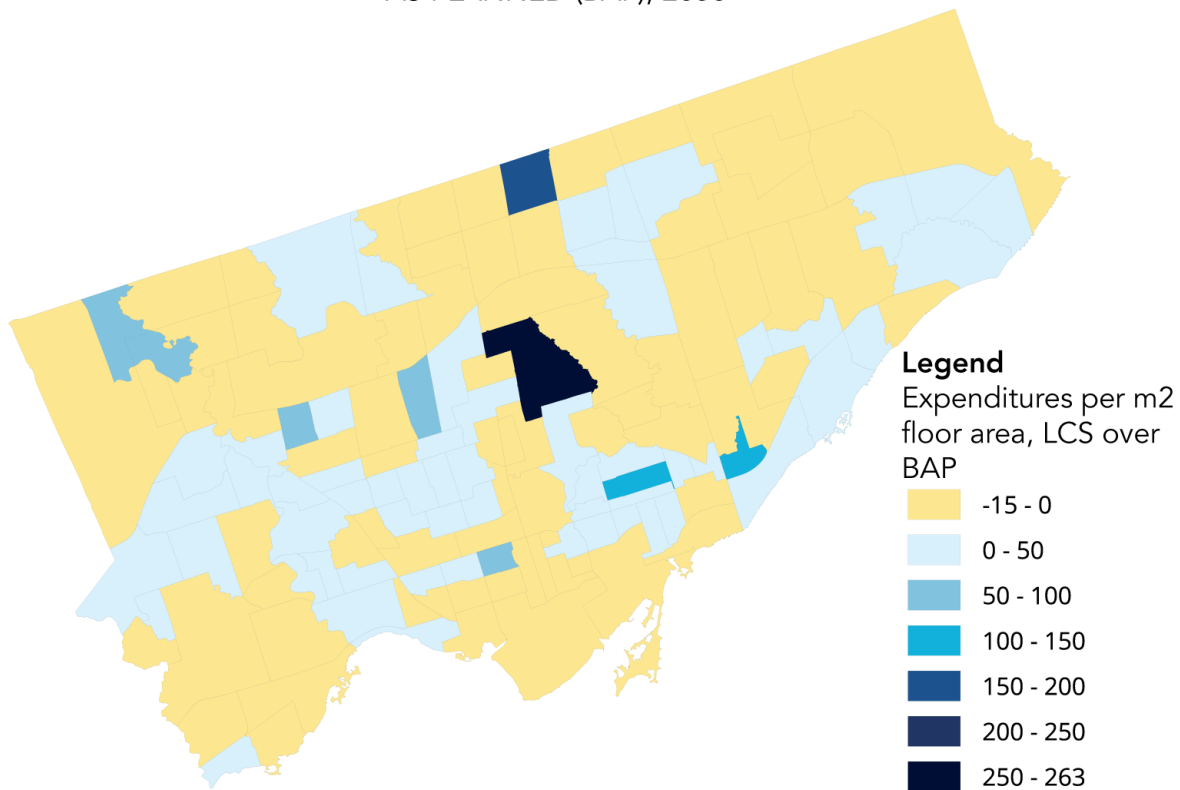 Legend
Expenditures per m2
floor area, LCS over
BAP
-15 - 0
0 - 50
50 - 100
100 - 150
150 - 200
200 - 250
250 - 263